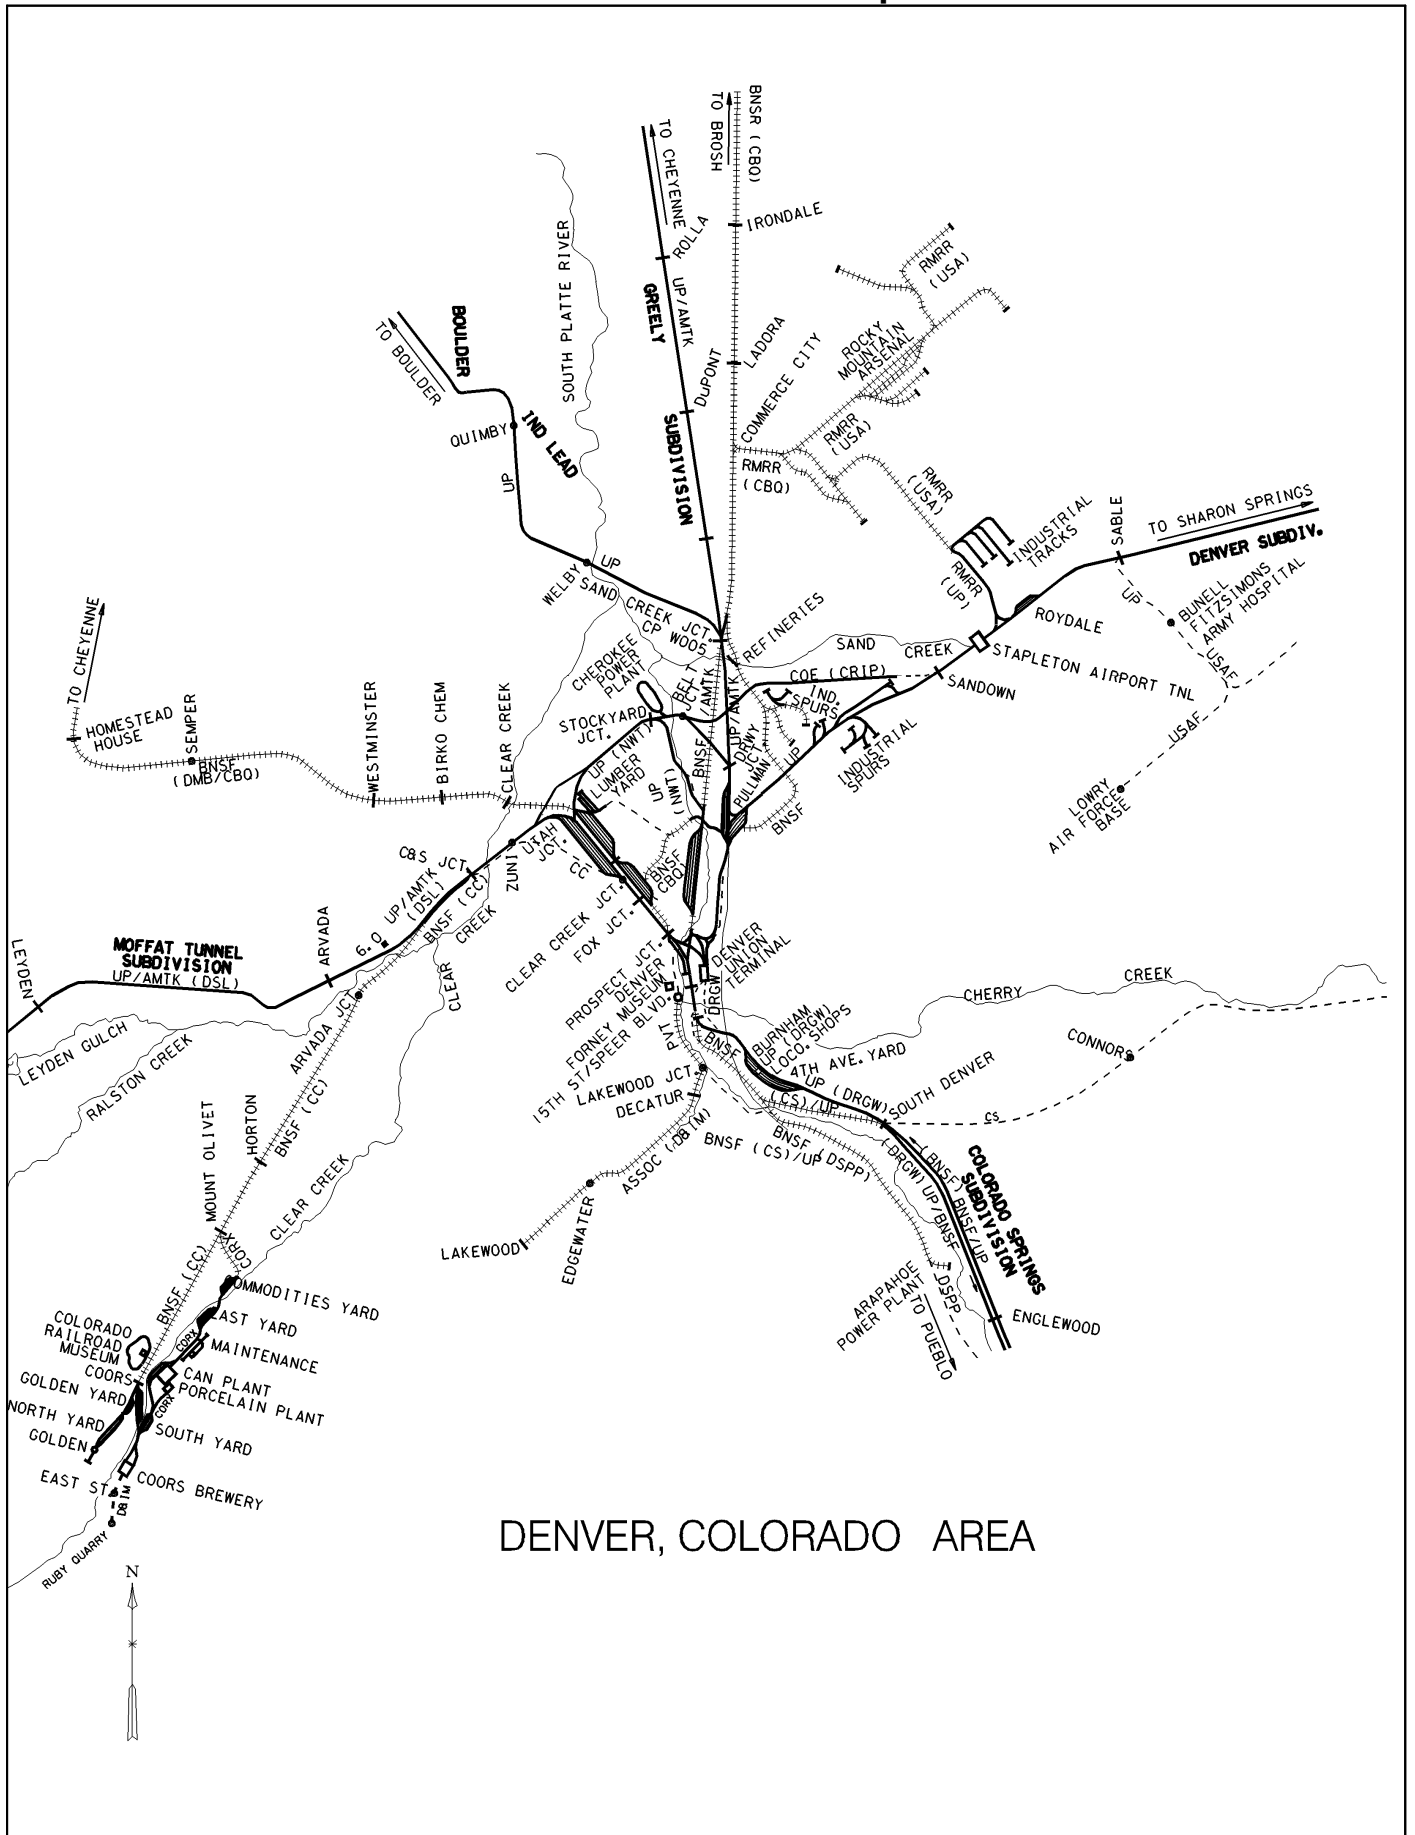 BNSR (CBQ)
TO BROSH
TO CHEYENNE
ROLLA
IRONDALE
SOUTH PLATTE RIVER
GREELY
UP/AMTK
SUBDIVISION
DuPONT
LADORA
COMMERCE CITY
RMRR
(USA)
ROCKY
MOUNTAIN
ARSENAL
RMRR
(USA)
RMRR
(CBQ)
RMRR
(USA)
BOULDER
TO BOULDER
IND LEAD
QUIMBY
UP
WELBY
UP
SAND CREEK JCT.
CP W005
INDUSTRIAL
TRACKS
RMRR
(UP)
SABLE
TO SHARON SPRINGS
DENVER SUBDIV.
UP
BUNELL
FITZSIMONS
ARMY HOSPITAL
USAF
USAF
ROYDALE
STAPLETON AIRPORT TNL
SANDOWN
LOWRY
AIR FORCE
BASE
REFINERIES
SAND
CREEK
COE (CRIP)
IND.
SPURS
INDUSTRIAL
SPURS
CHEROKEE
POWER
PLANT
BELT
JCT.
/AMTK
UP/AMTK
BNSF
DRWY
JCT.
PULLMAN
UP
BNSF
STOCKYARD
JCT.
UP (NWT)
LUMBER
YARD
UP
(NWT)
TO CHEYENNE
HOMESTEAD
HOUSE
SEMPER
BNSF
(DMB/CBQ)
WESTMINSTER
BIRKO CHEM
CLEAR CREEK
UTAH
JCT.
CC
ZUNI
C&S JCT.
UP/AMTK
(DSL)
BNSF (CC)
CREEK
CLEAR
6.0
ARVADA
MOFFAT TUNNEL
SUBDIVISION
UP/AMTK (DSL)
LEYDEN
LEYDEN GULCH
RALSTON CREEK
ARVADA JCT.
BNSF
CBQ
CLEAR CREEK JCT.
FOX JCT.
PROSPECT JCT.
DENVER
FORNEY MUSEUM
15TH ST/SPEER BLVD.
DENVER
UNION
TERMINAL
DRGW
PVT
BNSF
BURNHAM
UP (DRGW)
LOCO. SHOPS
4TH AVE. YARD
UP (DRGW)
(CS)/UP
SOUTH DENVER
CHERRY
CREEK
CONNORS
CS
LAKEWOOD JCT.
DECATUR
ASSOC (D&IM)
BNSF (CS)/UP
BNSF (DSPP)
EDGEWATER
LAKEWOOD
(DRGW) UP/BNSF
(BNSF) BNSF/UP
COLORADO SPRINGS
SUBDIVISION
ARAPAHOE
POWER PLANT
TO PUEBLO
DSPP
ENGLEWOOD
BNSF (CC)
HORTON
MOUNT OLIVET
CLEAR CREEK
CORX
BNSF (CC)
COMMODITIES YARD
EAST YARD
CORX
MAINTENANCE
COLORADO
RAILROAD
MUSEUM
COORS
CAN PLANT
PORCELAIN PLANT
GOLDEN YARD
NORTH YARD
CORX
SOUTH YARD
GOLDEN
COORS BREWERY
EAST ST.
D&IM
RUBY QUARRY
N
DENVER, COLORADO AREA